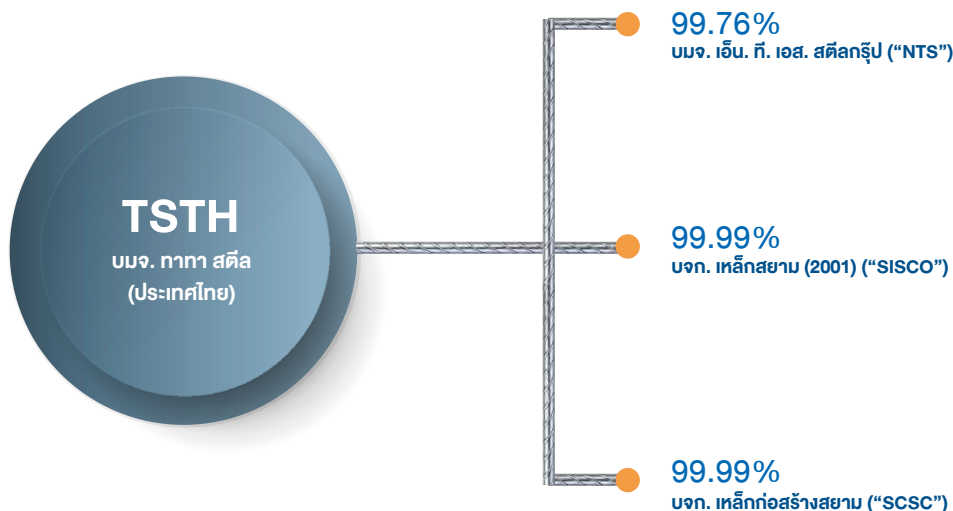 TSTH
บมจ. ทาทา สตีล
(ประเทศไทย)
99.76%
บมจ. เอ็น. ที. เอส. สตีลกรุ๊ป (“NTS”)
99.99%
บจก. เหล็กสยาม (2001) (“SISCO”)
99.99%
บจก. เหล็กก่อสร้างสยาม (“SCSC”)